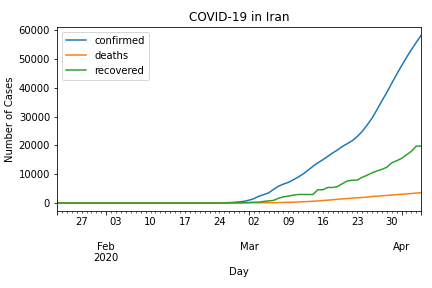 COVID-19 in Iran
60000
50000
40000
30000
20000
10000
0
Number of Cases
confirmed
deaths
recovered
27 03 10 17 24 02 09 16 23 30
Feb Mar Apr
2020
Day